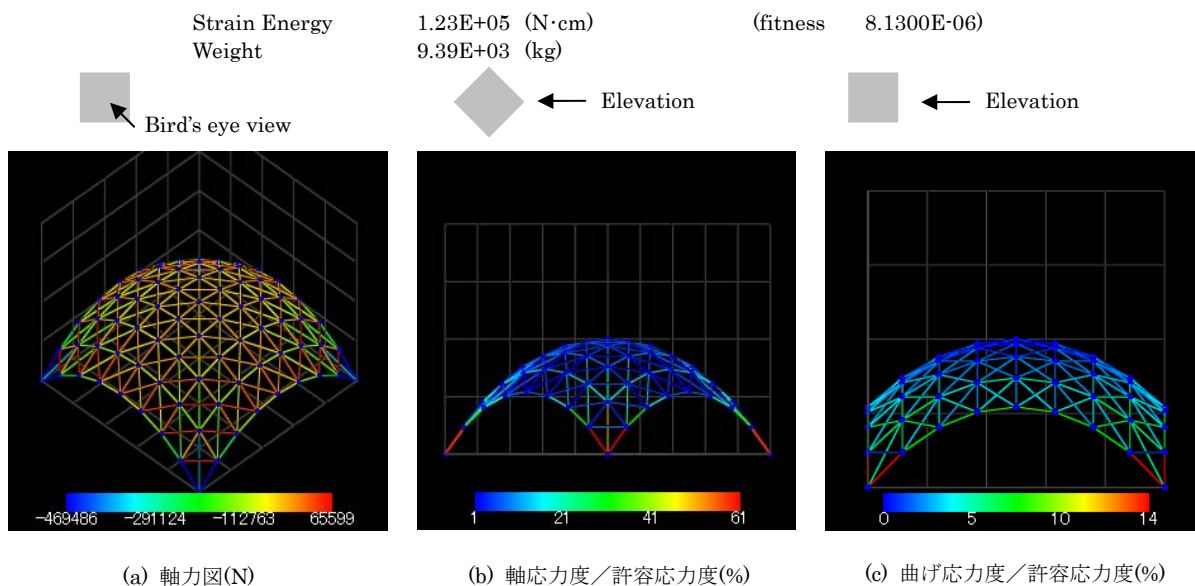 Strain Energy 1.23E+05 (N･cm) (fitness 8.1300E-06)
Weight 9.39E+03 (kg)
Bird's eye view
Elevation
Elevation
-469486 -291124 -112763 65599
1 21 41 61
0 5 10 14
(a) 軸力図(N)
(b) 軸応力度／許容応力度(%)
(c) 曲げ応力度／許容応力度(%)